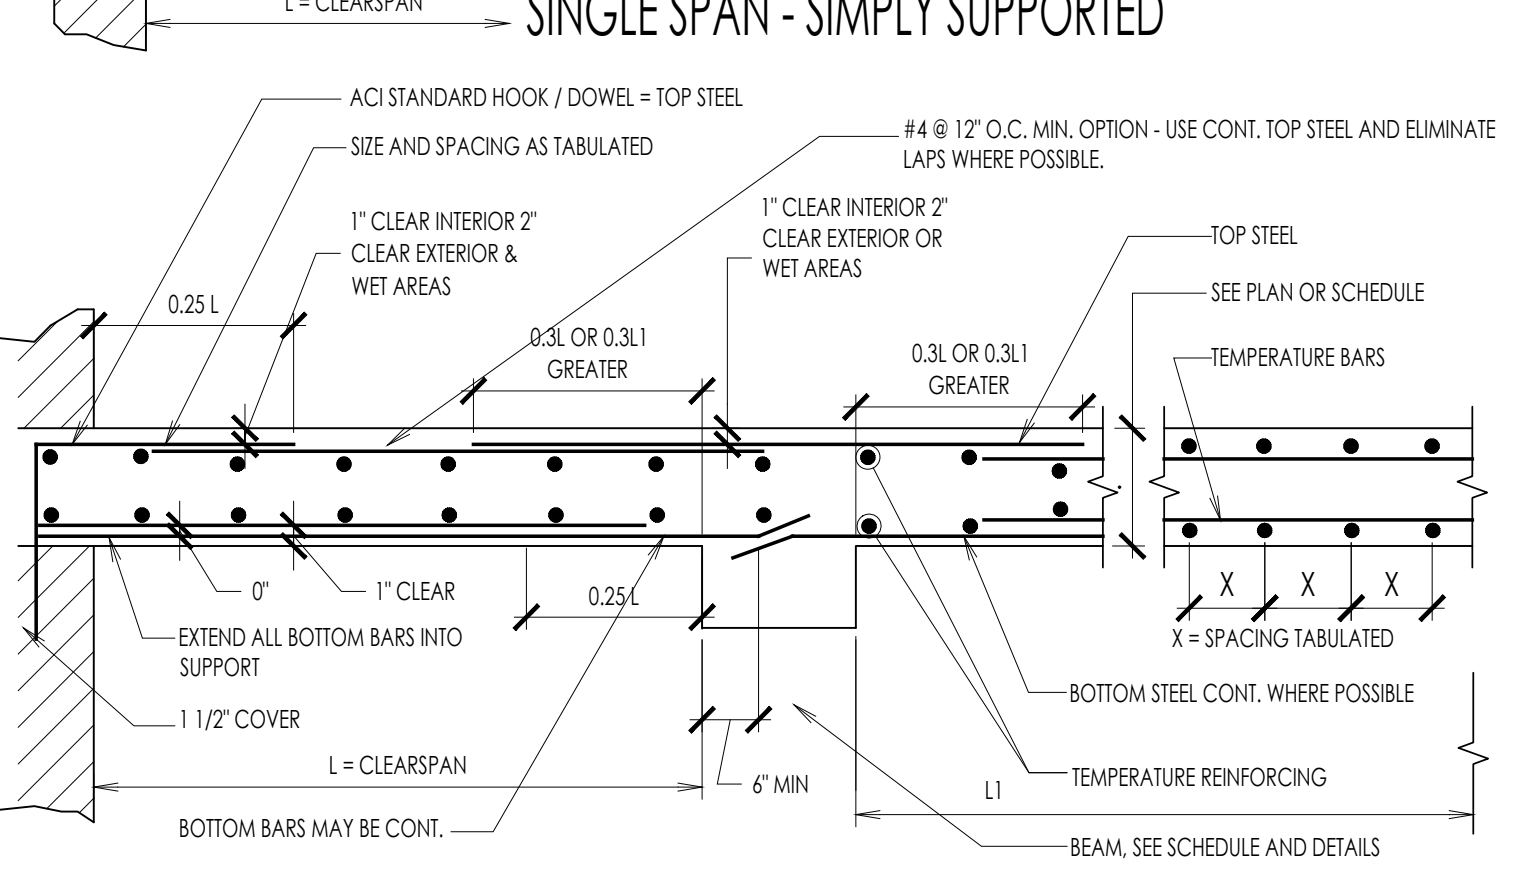 L = CLEARSPAN
SINGLE SPAN - SIMPLY SUPPORTED
ACI STANDARD HOOK / DOWEL = TOP STEEL
SIZE AND SPACING AS TABULATED
#4 @ 12" O.C. MIN. OPTION - USE CONT. TOP STEEL AND ELIMINATE
LAPS WHERE POSSIBLE.
1" CLEAR INTERIOR 2"
CLEAR EXTERIOR &
WET AREAS
1" CLEAR INTERIOR 2"
CLEAR EXTERIOR OR
WET AREAS
TOP STEEL
SEE PLAN OR SCHEDULE
0.25 L
0.3L OR 0.3L1
GREATER
0.3L OR 0.3L1
GREATER
TEMPERATURE BARS
0"
1" CLEAR
0.25 L
X
X
X
X = SPACING TABULATED
EXTEND ALL BOTTOM BARS INTO
SUPPORT
1 1/2" COVER
BOTTOM STEEL CONT. WHERE POSSIBLE
L = CLEARSPAN
6" MIN
L1
TEMPERATURE REINFORCING
BOTTOM BARS MAY BE CONT.
BEAM, SEE SCHEDULE AND DETAILS